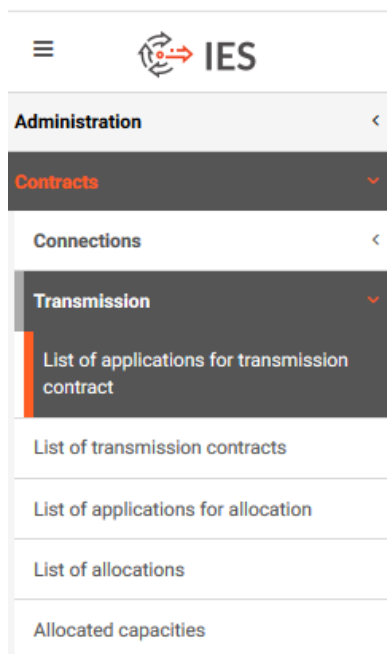 IES
Administration
Contracts
Connections
Transmission
List of applications for transmission
contract
List of transmission contracts
List of applications for allocation
List of allocations
Allocated capacities